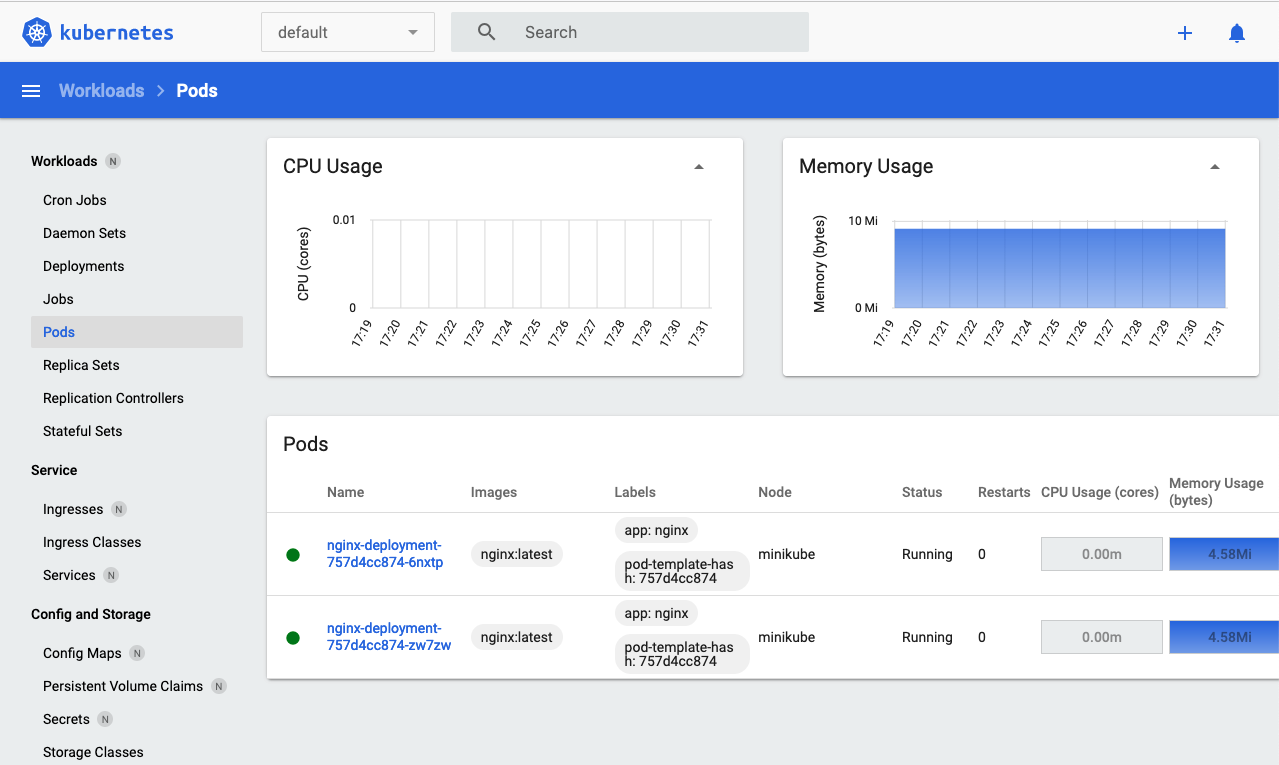 kubernetes
default
Search
Workloads > Pods
Workloads N
Cron Jobs
Daemon Sets
Deployments
Jobs
Pods
Replica Sets
Replication Controllers
Stateful Sets
Service
Ingresses N
Ingress Classes
Services N
Config and Storage
Config Maps N
Persistent Volume Claims N
Secrets N
Storage Classes
CPU Usage
CPU (cores)
0.01
0
17:19 17:20 17:21 17:22 17:23 17:24 17:25 17:26 17:27 17:28 17:29 17:30 17:31
Memory Usage
Memory (bytes)
10 Mi
0 Mi
17:19 17:20 17:21 17:22 17:23 17:24 17:25 17:26 17:27 17:28 17:29 17:30 17:31
Pods
Name Images Labels Node Status Restarts CPU Usage (cores) Memory Usage
(bytes)
nginx-deployment-
757d4cc874-6nxtp
nginx:latest
app: nginx
pod-template-has
h: 757d4cc874
minikube
Running
0
0.00m
4.58Mi
nginx-deployment-
757d4cc874-zw7zw
nginx:latest
app: nginx
pod-template-has
h: 757d4cc874
minikube
Running
0
0.00m
4.58Mi